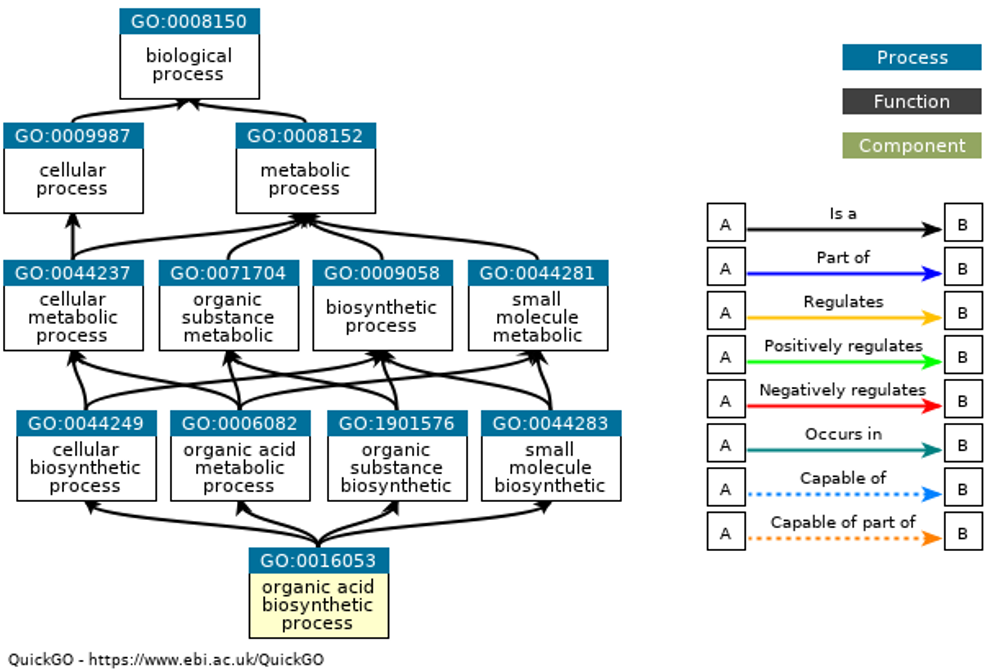 GO:0008150
biological
process
Process
Function
Component
GO:0009987
cellular
process
GO:0008152
metabolic
process
GO:0044237
cellular
metabolic
process
GO:0071704
organic
substance
metabolic
GO:0009058
biosynthetic
process
GO:0044281
small
molecule
metabolic
GO:0044249
cellular
biosynthetic
process
GO:0006082
organic acid
metabolic
process
GO:1901576
organic
substance
biosynthetic
GO:0044283
small
molecule
biosynthetic
GO:0016053
organic acid
biosynthetic
process
A Is a B
A Part of B
A Regulates B
A Positively regulates B
A Negatively regulates B
A Occurs in B
A Capable of B
A Capable of part of B
QuickGO - https://www.ebi.ac.uk/QuickGO